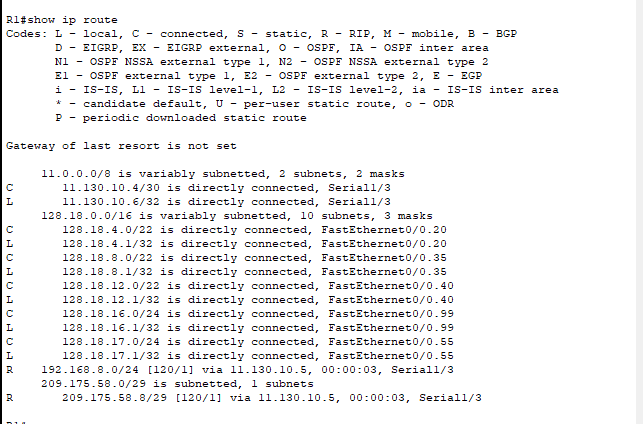 R1#show ip route
Codes: L - local, C - connected, S - static, R - RIP, M - mobile, B - BGP
D - EIGRP, EX - EIGRP external, O - OSPF, IA - OSPF inter area
N1 - OSPF NSSA external type 1, N2 - OSPF NSSA external type 2
E1 - OSPF external type 1, E2 - OSPF external type 2, E - EGP
i - IS-IS, L1 - IS-IS level-1, L2 - IS-IS level-2, ia - IS-IS inter area
* - candidate default, U - per-user static route, o - ODR
P - periodic downloaded static route
Gateway of last resort is not set
11.0.0.0/8 is variably subnetted, 2 subnets, 2 masks
C 11.130.10.4/30 is directly connected, Serial1/3
L 11.130.10.6/32 is directly connected, Serial1/3
128.18.0.0/16 is variably subnetted, 10 subnets, 3 masks
C 128.18.4.0/22 is directly connected, FastEthernet0/0.20
L 128.18.4.1/32 is directly connected, FastEthernet0/0.20
C 128.18.8.0/22 is directly connected, FastEthernet0/0.35
L 128.18.8.1/32 is directly connected, FastEthernet0/0.35
C 128.18.12.0/22 is directly connected, FastEthernet0/0.40
L 128.18.12.1/32 is directly connected, FastEthernet0/0.40
C 128.18.16.0/24 is directly connected, FastEthernet0/0.99
L 128.18.16.1/32 is directly connected, FastEthernet0/0.99
C 128.18.17.0/24 is directly connected, FastEthernet0/0.55
L 128.18.17.1/32 is directly connected, FastEthernet0/0.55
R 192.168.8.0/24 [120/1] via 11.130.10.5, 00:00:03, Serial1/3
209.175.58.0/29 is subnetted, 1 subnets
R 209.175.58.8/29 [120/1] via 11.130.10.5, 00:00:03, Serial1/3